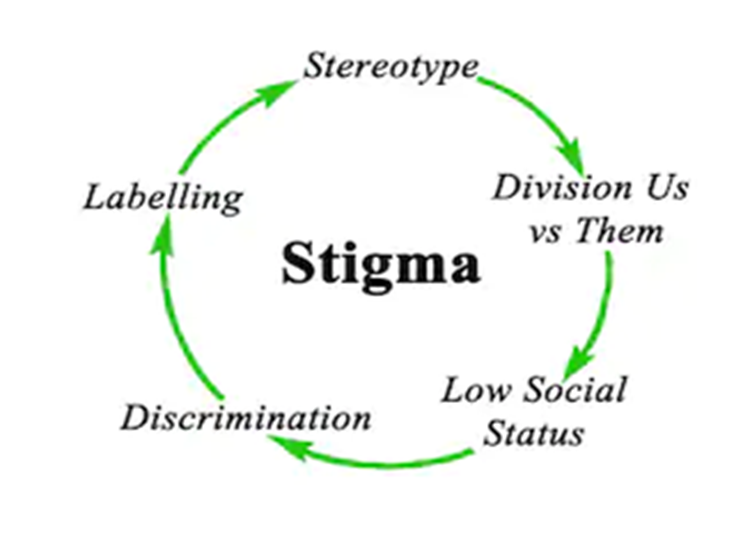 Stereotype
Division Us
vs Them
Labelling
Stigma
Low Social
Status
Discrimination